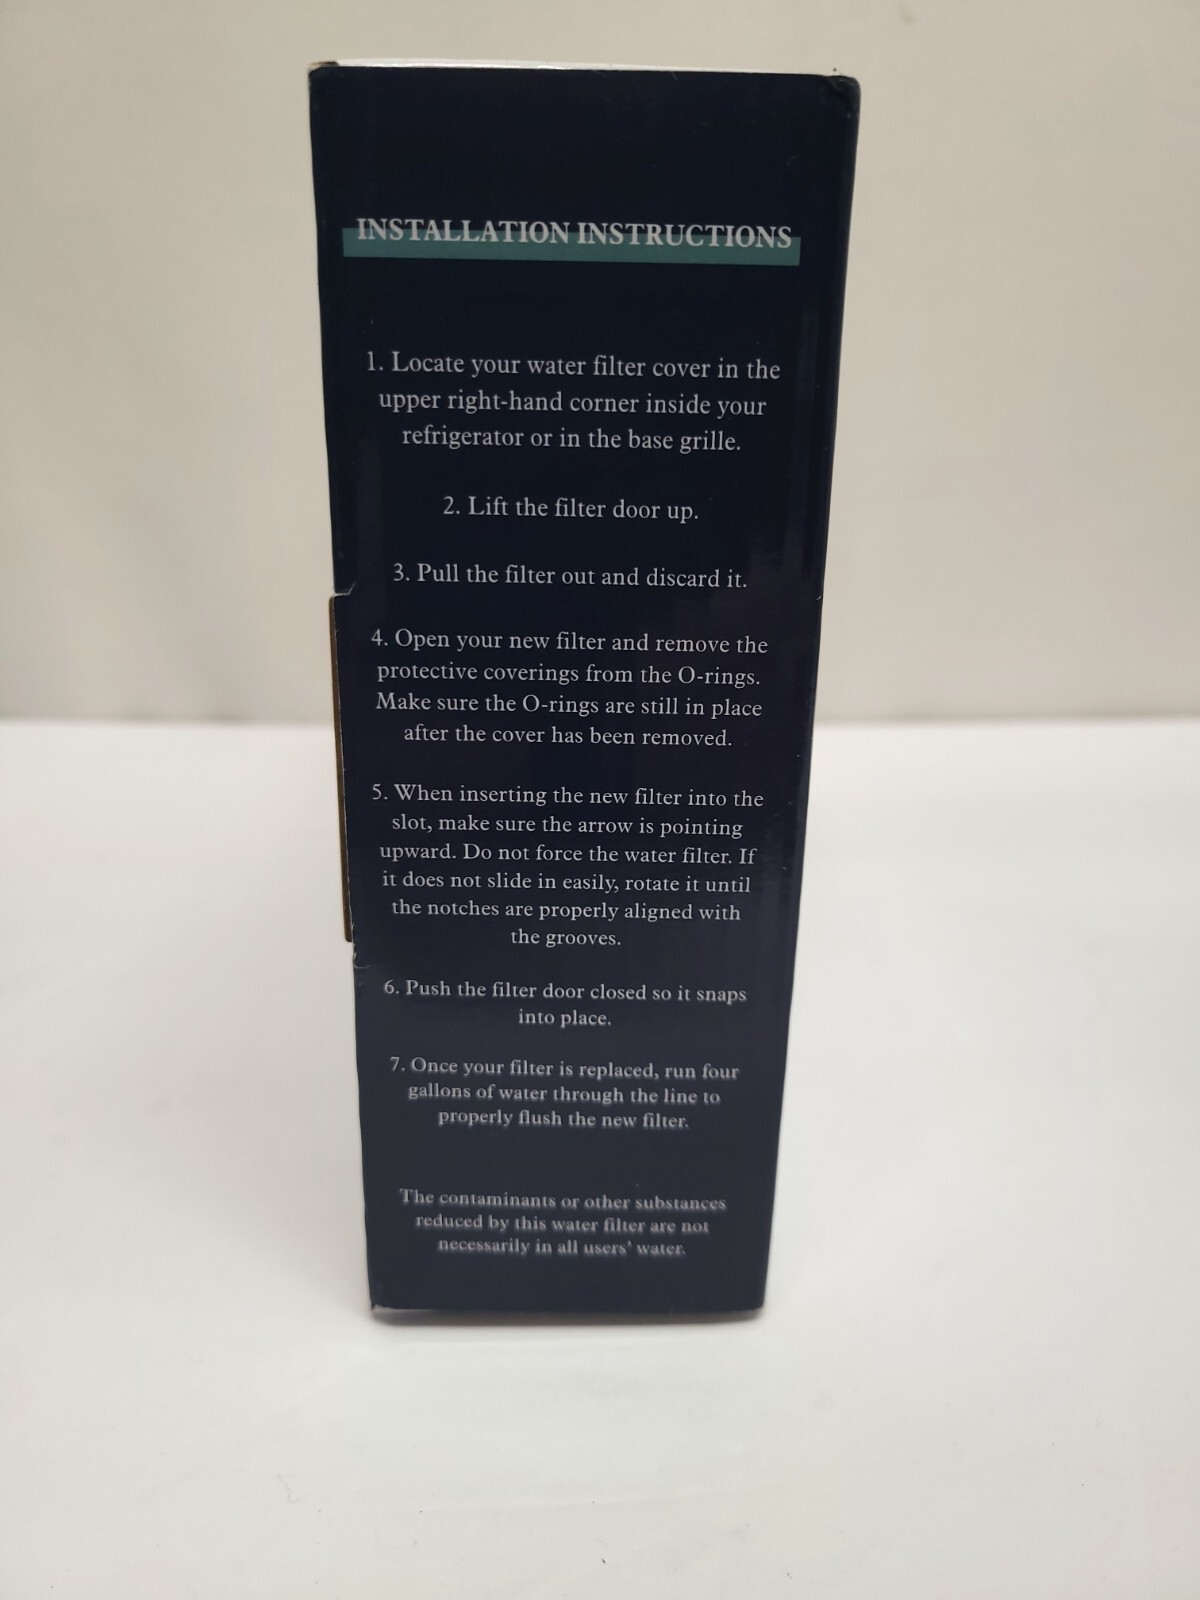 INSTALLATION INSTRUCTIONS
1. Locate your water filter cover in the
upper right-hand corner inside your
refrigerator or in the base grille.
2. Lift the filter door up.
3. Pull the filter out and discard it.
4. Open your new filter and remove the
protective coverings from the O-rings.
Make sure the O-rings are still in place
after the cover has been removed.
5. When inserting the new filter into the
slot, make sure the arrow is pointing
upward. Do not force the water filter. If
it does not slide in easily, rotate it until
the notches are properly aligned with
the grooves.
6. Push the filter door closed so it snaps
into place.
7. Once your filter is replaced, run four
gallons of water through the line to
properly flush the new filter.
The contaminants or other substances
reduced by this water filter are not
necessarily in all users' water.